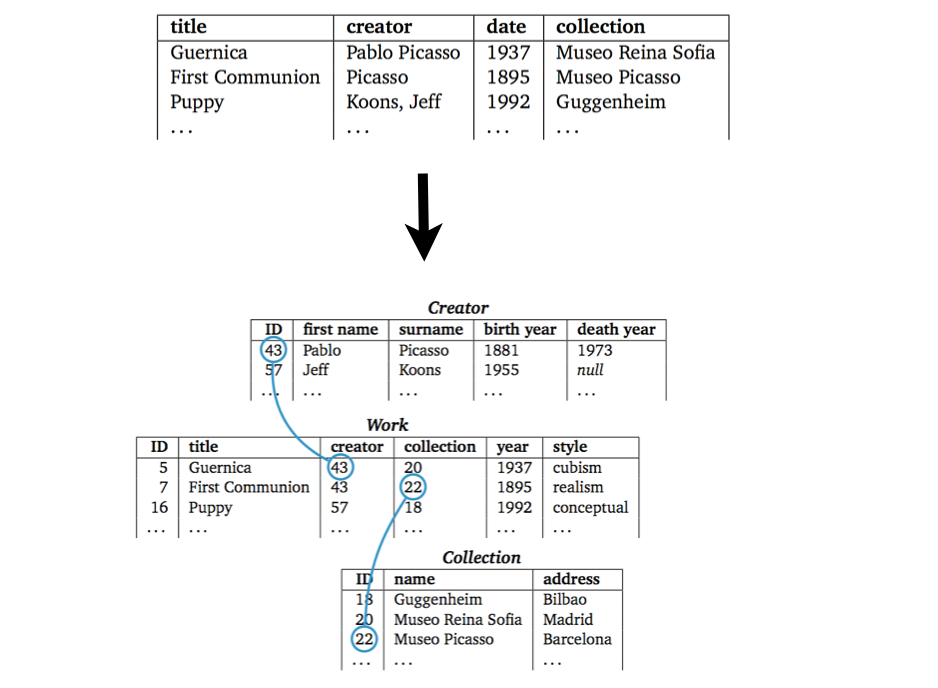 title creator date collection
Guernica Pablo Picasso 1937 Museo Reina Sofia
First Communion Picasso 1895 Museo Picasso
Puppy Koons, Jeff 1992 Guggenheim
... ... ... ...
Creator
ID first name surname birth year death year
43 Pablo Picasso 1881 1973
57 Jeff Koons 1955 null
... ... ... ... ...
Work
ID title creator collection year style
5 Guernica 43 20 1937 cubism
7 First Communion 43 22 1895 realism
16 Puppy 57 18 1992 conceptual
... ... ... ... ... ...
Collection
ID name address
18 Guggenheim Bilbao
20 Museo Reina Sofia Madrid
22 Museo Picasso Barcelona
... ... ...